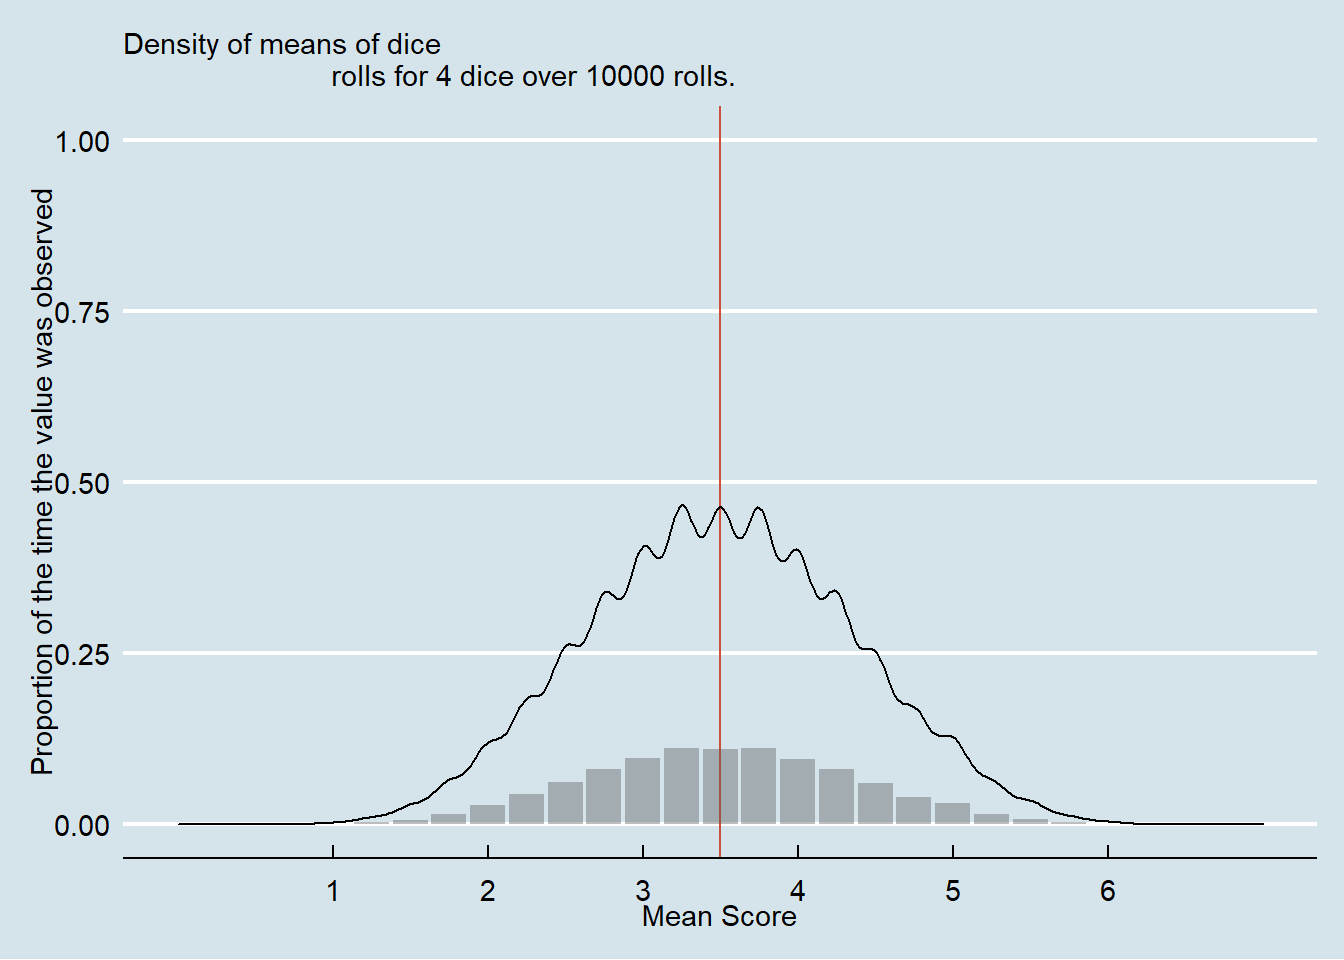 Density of means of dice
rolls for 4 dice over 10000 rolls.
Proportion of the time the value was observed
1.00
0.75
0.50
0.25
0.00
1 2 3 4 5 6
Mean Score